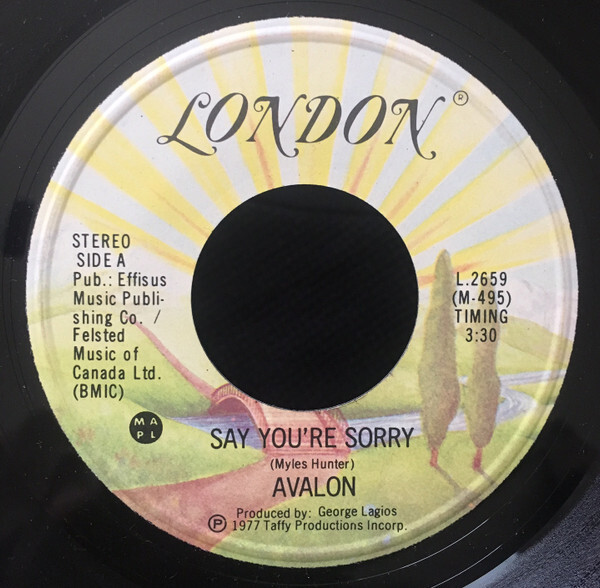 LONDON®
STEREO
SIDE A
Pub.: Effisus
Music Publi-
shing Co. /
Felsted
Music of
Canada Ltd.
(BMIC)
L.2659
(M-495)
TIMING
3:30
M A
P L
SAY YOU'RE SORRY
(Myles Hunter)
AVALON
Produced by: George Lagios
℗ 1977 Taffy Productions Incorp.